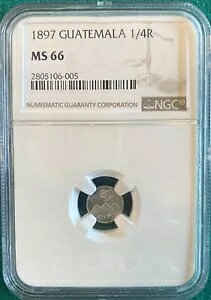 1897 GUATEMALA 1/4R
MS 66
2805106-005
NUMISMATIC GUARANTY CORPORATION
NGC